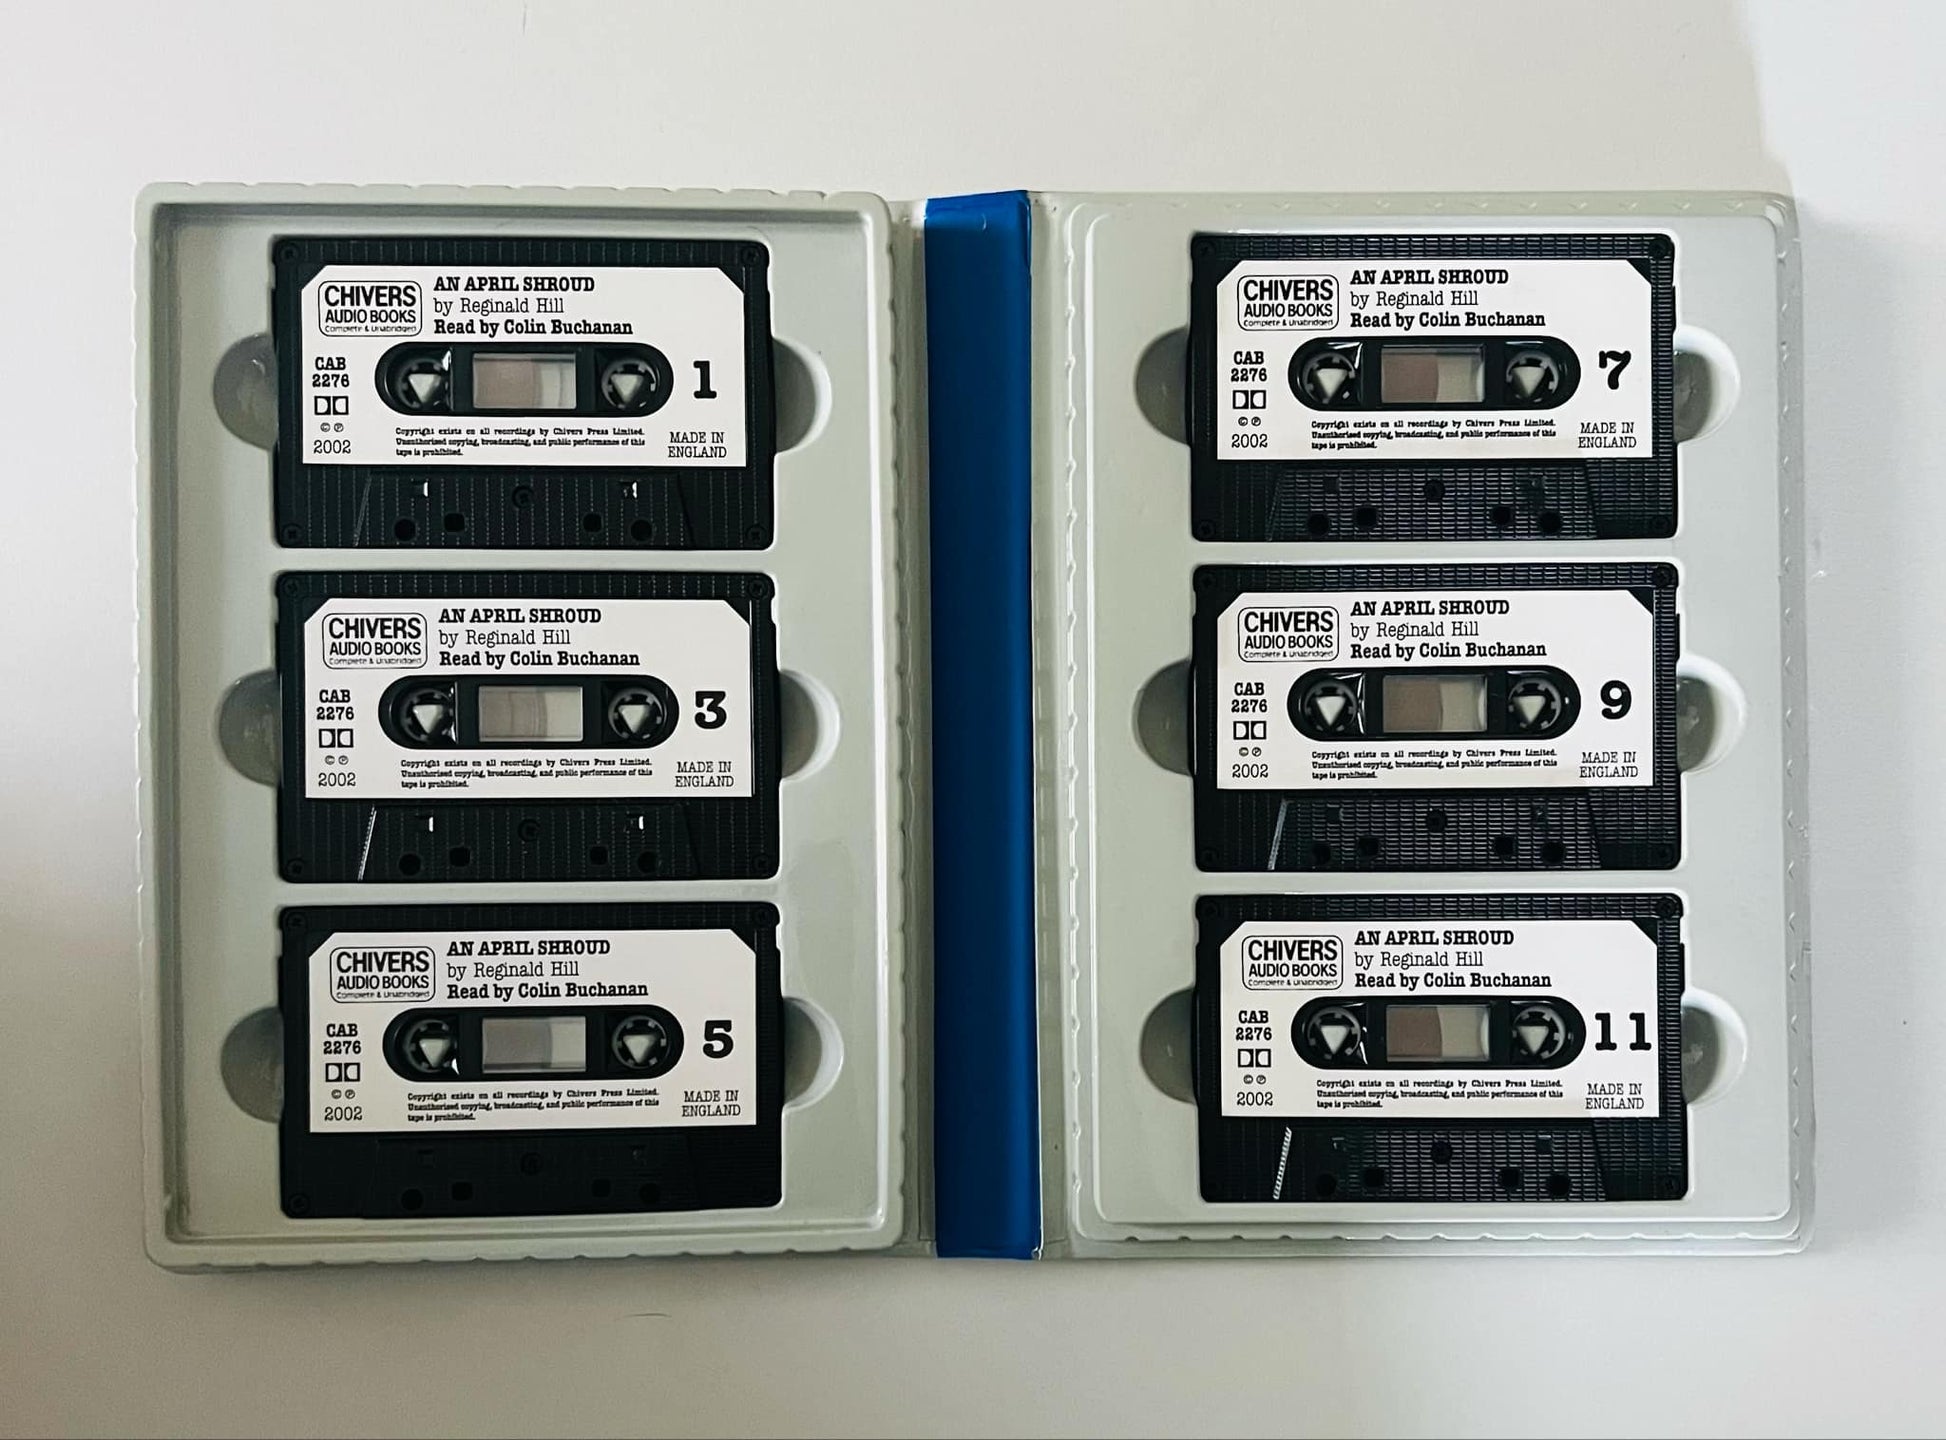 CHIVERS
AUDIO BOOKS
Complete & Unabridged
AN APRIL SHROUD
by Reginald Hill
Read by Colin Buchanan
CAB
2276
1
© ℗
2002
Copyright exists on all recordings by Chivers Press Limited.
Unauthorised copying, broadcasting, and public performance of this
tape is prohibited.
MADE IN
ENGLAND
CHIVERS
AUDIO BOOKS
Complete & Unabridged
AN APRIL SHROUD
by Reginald Hill
Read by Colin Buchanan
CAB
2276
3
© ℗
2002
Copyright exists on all recordings by Chivers Press Limited.
Unauthorised copying, broadcasting, and public performance of this
tape is prohibited.
MADE IN
ENGLAND
CHIVERS
AUDIO BOOKS
Complete & Unabridged
AN APRIL SHROUD
by Reginald Hill
Read by Colin Buchanan
CAB
2276
5
© ℗
2002
Copyright exists on all recordings by Chivers Press Limited.
Unauthorised copying, broadcasting, and public performance of this
tape is prohibited.
MADE IN
ENGLAND
CHIVERS
AUDIO BOOKS
Complete & Unabridged
AN APRIL SHROUD
by Reginald Hill
Read by Colin Buchanan
CAB
2276
7
© ℗
2002
Copyright exists on all recordings by Chivers Press Limited.
Unauthorised copying, broadcasting, and public performance of this
tape is prohibited.
MADE IN
ENGLAND
CHIVERS
AUDIO BOOKS
Complete & Unabridged
AN APRIL SHROUD
by Reginald Hill
Read by Colin Buchanan
CAB
2276
9
© ℗
2002
Copyright exists on all recordings by Chivers Press Limited.
Unauthorised copying, broadcasting, and public performance of this
tape is prohibited.
MADE IN
ENGLAND
CHIVERS
AUDIO BOOKS
Complete & Unabridged
AN APRIL SHROUD
by Reginald Hill
Read by Colin Buchanan
CAB
2276
11
© ℗
2002
Copyright exists on all recordings by Chivers Press Limited.
Unauthorised copying, broadcasting, and public performance of this
tape is prohibited.
MADE IN
ENGLAND